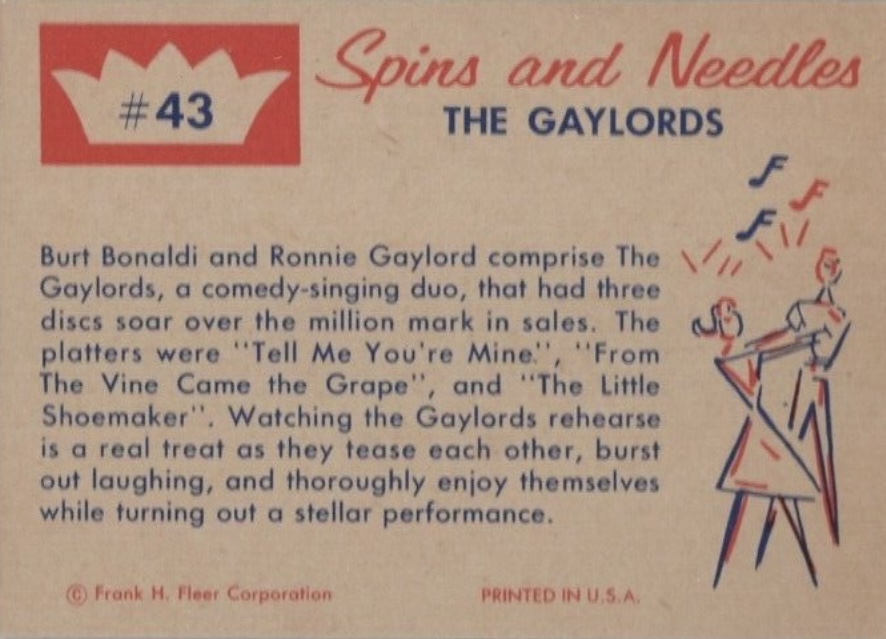 #43
Spins and Needles
THE GAYLORDS
Burt Bonaldi and Ronnie Gaylord comprise The
Gaylords, a comedy-singing duo, that had three
discs soar over the million mark in sales. The
platters were "Tell Me You're Mine.", "From
The Vine Came the Grape", and "The Little
Shoemaker". Watching the Gaylords rehearse
is a real treat as they tease each other, burst
out laughing, and thoroughly enjoy themselves
while turning out a stellar performance.
© Frank H. Fleer Corporation PRINTED IN U.S.A.